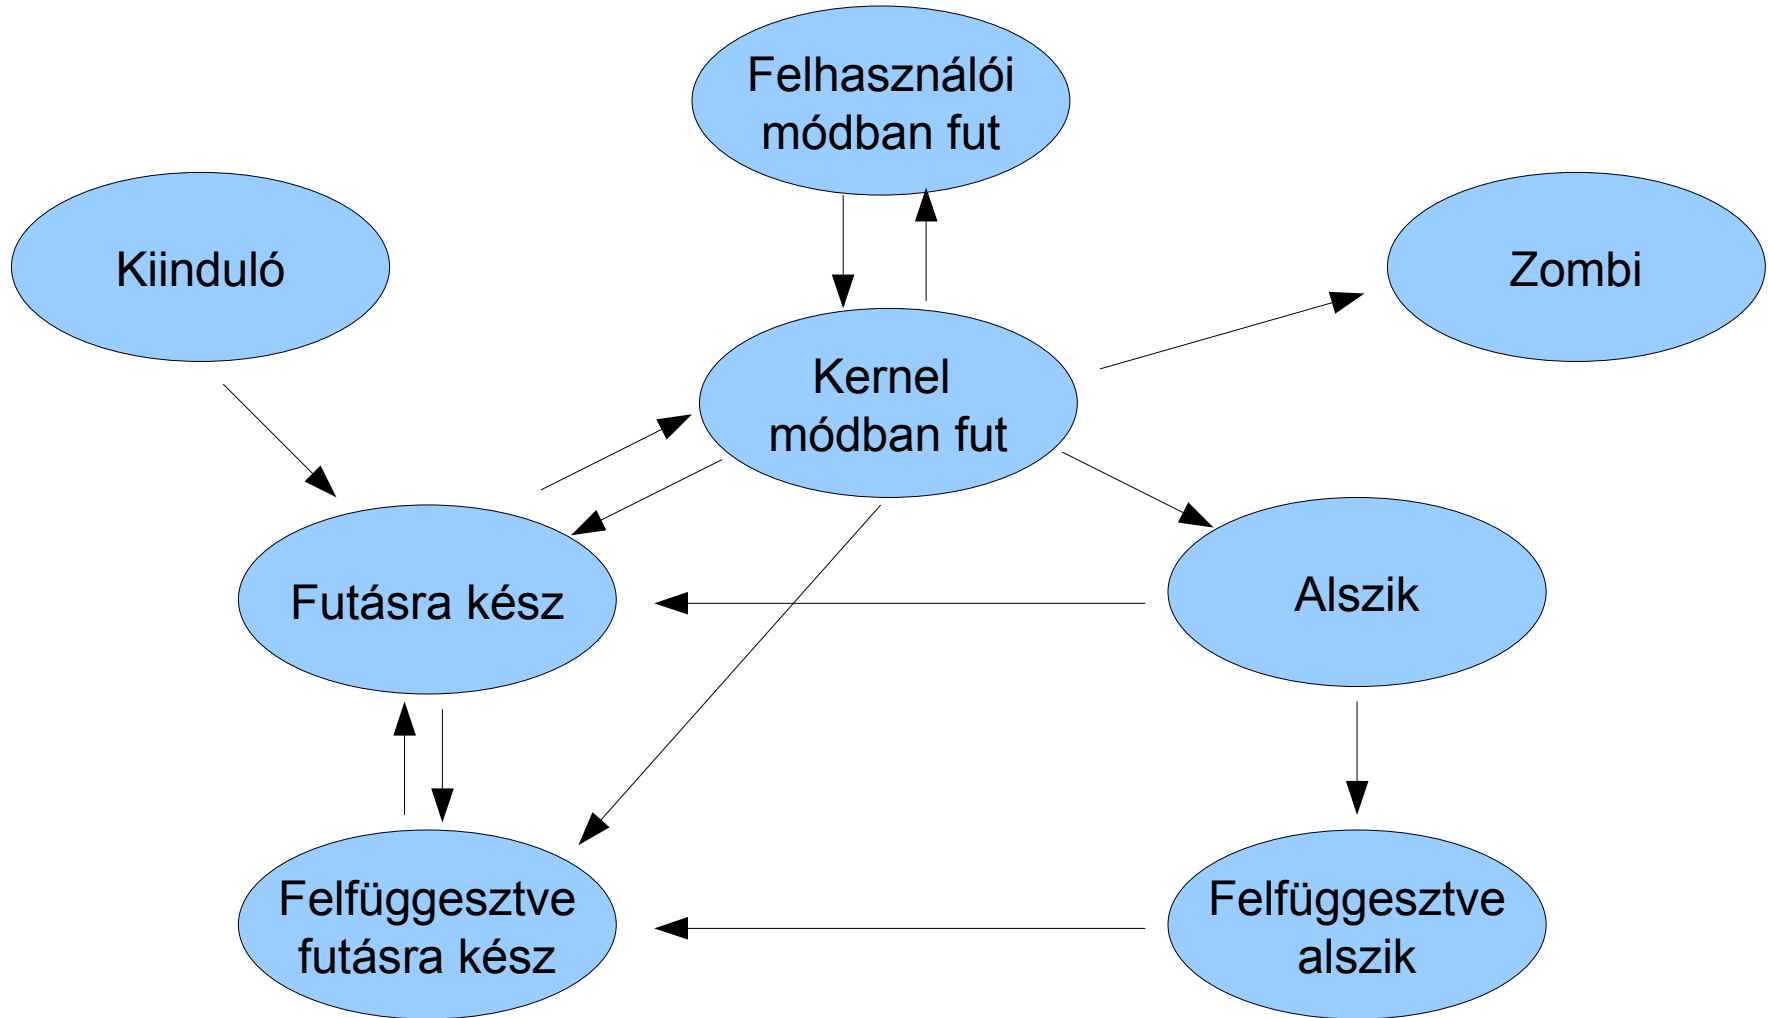 Felhasználói
módban fut
Kiinduló
Zombi
Kernel
módban fut
Futásra kész
Alszik
Felfüggesztve
futásra kész
Felfüggesztve
alszik